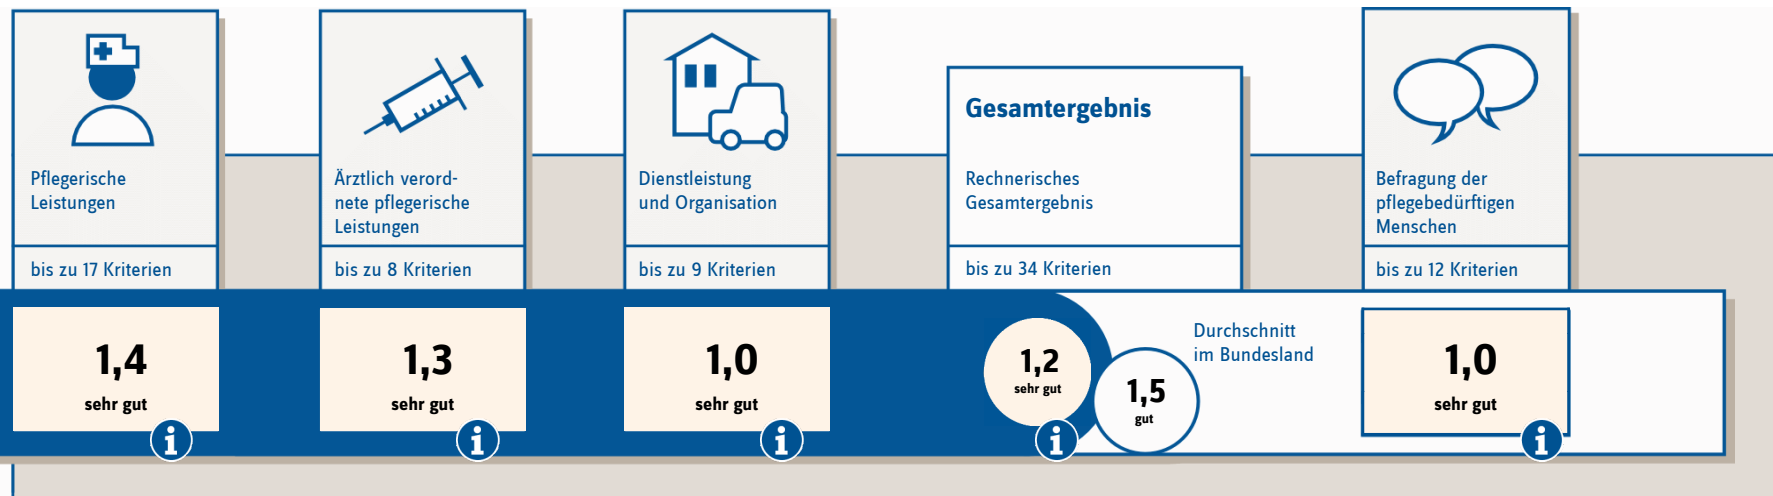 Pflegerische
Leistungen
bis zu 17 Kriterien
1,4
sehr gut
i
Ärztlich verord-
nete pflegerische
Leistungen
bis zu 8 Kriterien
1,3
sehr gut
i
Dienstleistung
und Organisation
bis zu 9 Kriterien
1,0
sehr gut
i
Gesamtergebnis
Rechnerisches
Gesamtergebnis
bis zu 34 Kriterien
1,2
sehr gut
i
1,5
gut
Durchschnitt
im Bundesland
Befragung der
pflegebedürftigen
Menschen
bis zu 12 Kriterien
1,0
sehr gut
i